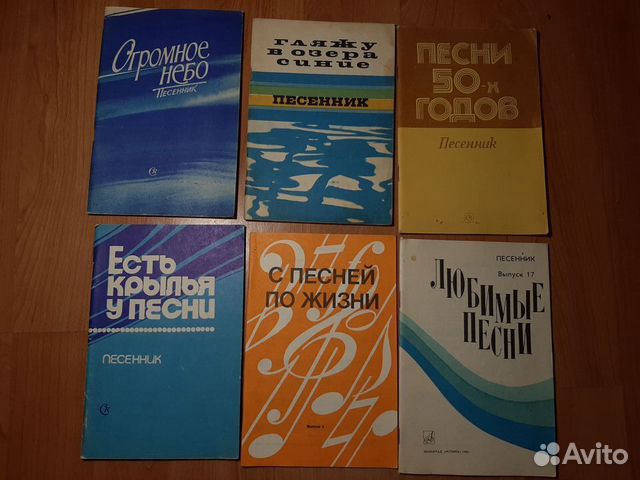 Огромное
небо
Песенник
ГЛЯЖУ
В ОЗЕРА
СИНИЕ
ПЕСЕННИК
ПЕСНИ
50-х
ГОДОВ
Песенник
ЕСТЬ
КРЫЛЬЯ
У ПЕСНИ
ПЕСЕННИК
С ПЕСНЕЙ
ПО ЖИЗНИ
Выпуск
ПЕСЕННИК
Выпуск 17
ЛЮБИМЫЕ
ПЕСНИ
Avito